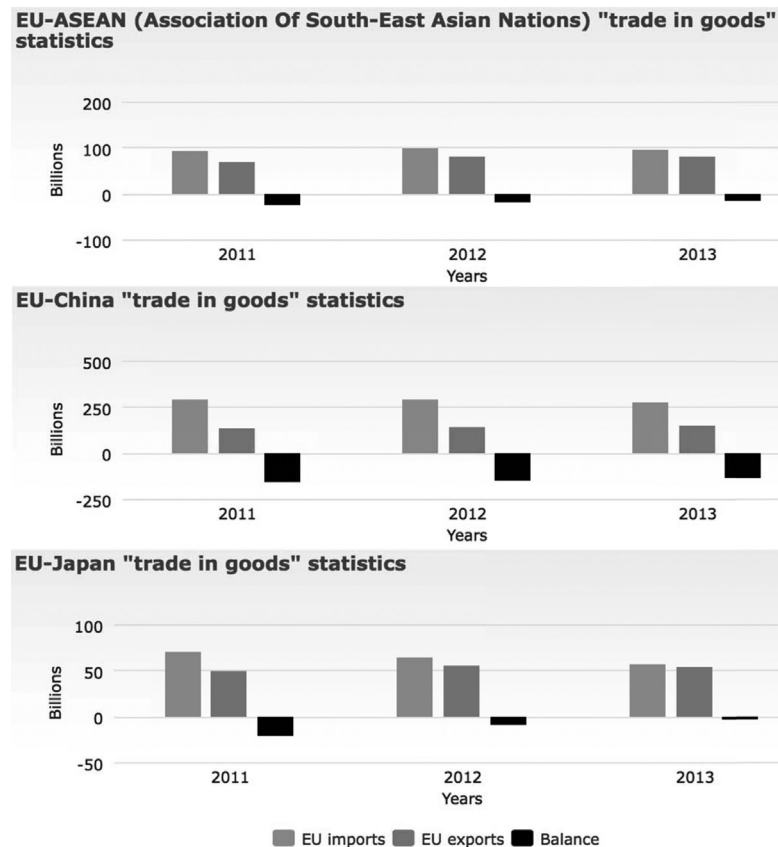 EU-ASEAN (Association Of South-East Asian Nations) "trade in goods"
statistics
200
100
0
-100
Billions
2011 2012 2013
Years
EU-China "trade in goods" statistics
500
250
0
-250
Billions
2011 2012 2013
Years
EU-Japan "trade in goods" statistics
100
50
0
-50
Billions
2011 2012 2013
Years
EU imports EU exports Balance